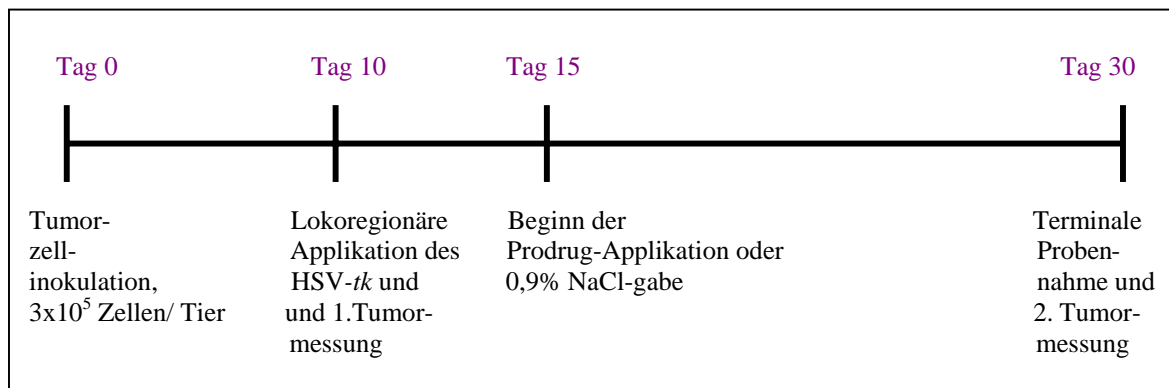 Tag 0
Tag 10
Tag 15
Tag 30
Tumor-
zell-
inokulation,
3x10⁵ Zellen/ Tier
Lokoregionäre
Applikation des
HSV-tk und
und 1.Tumor-
messung
Beginn der
Prodrug-Applikation oder
0,9% NaCl-gabe
Terminale
Proben-
nahme und
2. Tumor-
messung